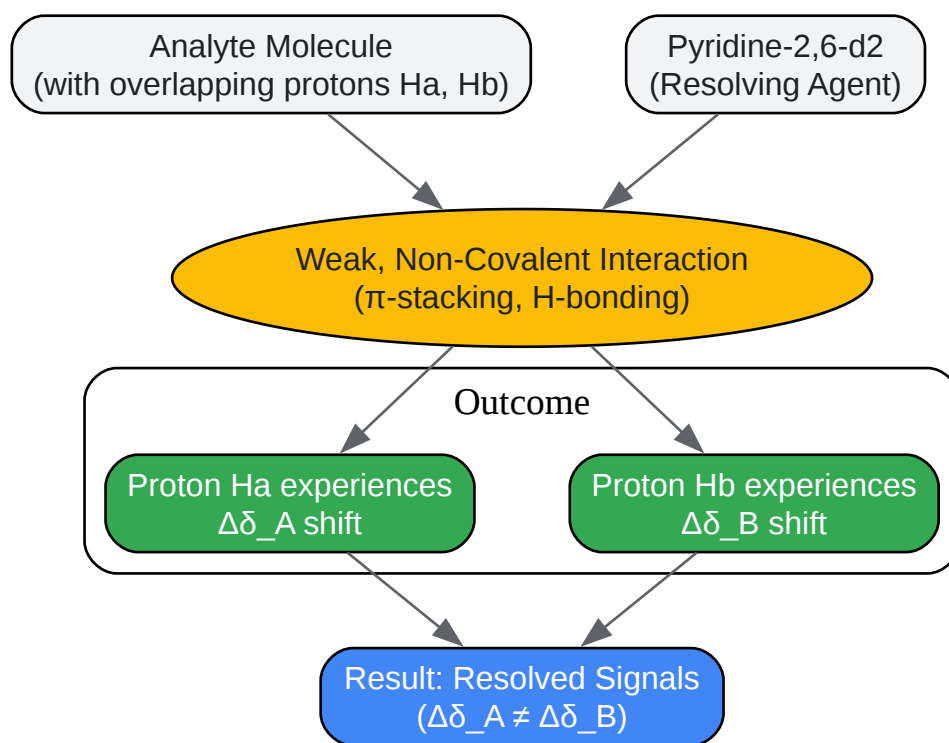 Analyte Molecule
(with overlapping protons Ha, Hb)
Pyridine-2,6-d2
(Resolving Agent)
Weak, Non-Covalent Interaction
(π-stacking, H-bonding)
Outcome
Proton Ha experiences
Δδ_A shift
Proton Hb experiences
Δδ_B shift
Result: Resolved Signals
(Δδ_A ≠ Δδ_B)